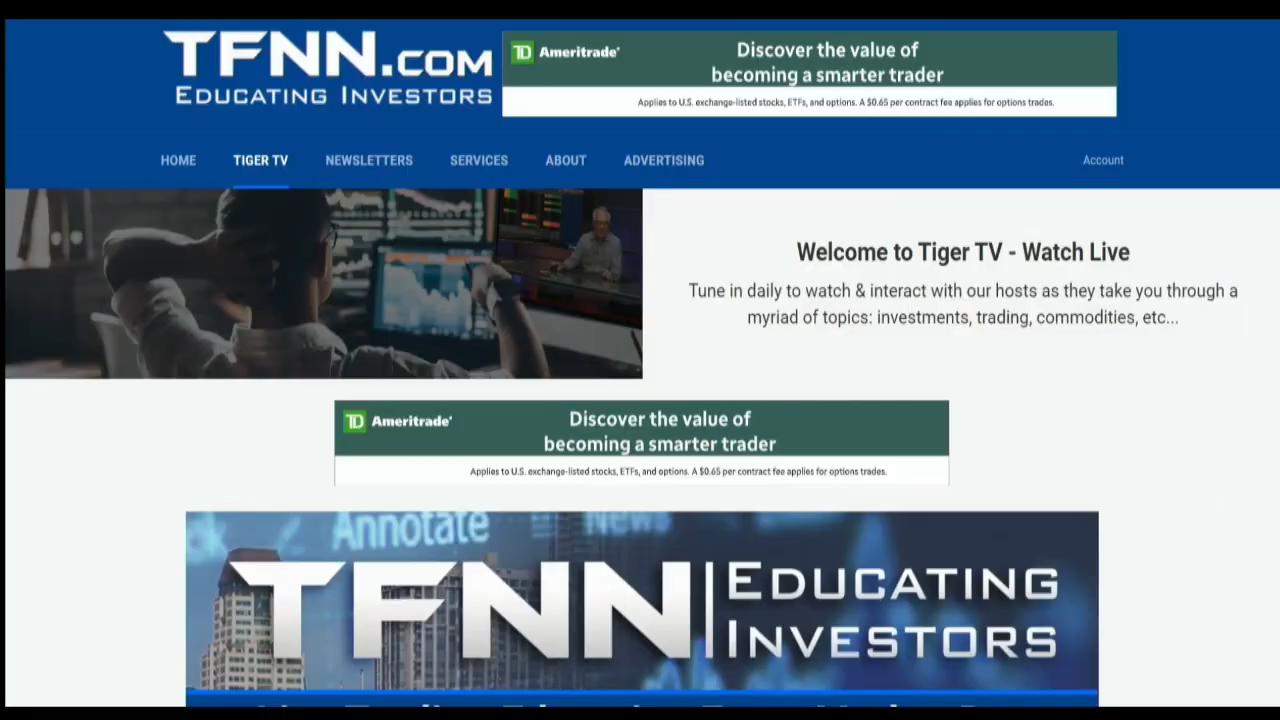 TFNN.COM
EDUCATING INVESTORS
TD Ameritrade
Discover the value of
becoming a smarter trader
Applies to U.S. exchange-listed stocks, ETFs, and options. A $0.65 per contract fee applies for options trades.
HOME TIGER TV NEWSLETTERS SERVICES ABOUT ADVERTISING Account
Welcome to Tiger TV - Watch Live
Tune in daily to watch & interact with our hosts as they take you through a
myriad of topics: investments, trading, commodities, etc...
TD Ameritrade
Discover the value of
becoming a smarter trader
Applies to U.S. exchange-listed stocks, ETFs, and options. A $0.65 per contract fee applies for options trades.
Annotate News
TFNN EDUCATING
INVESTORS